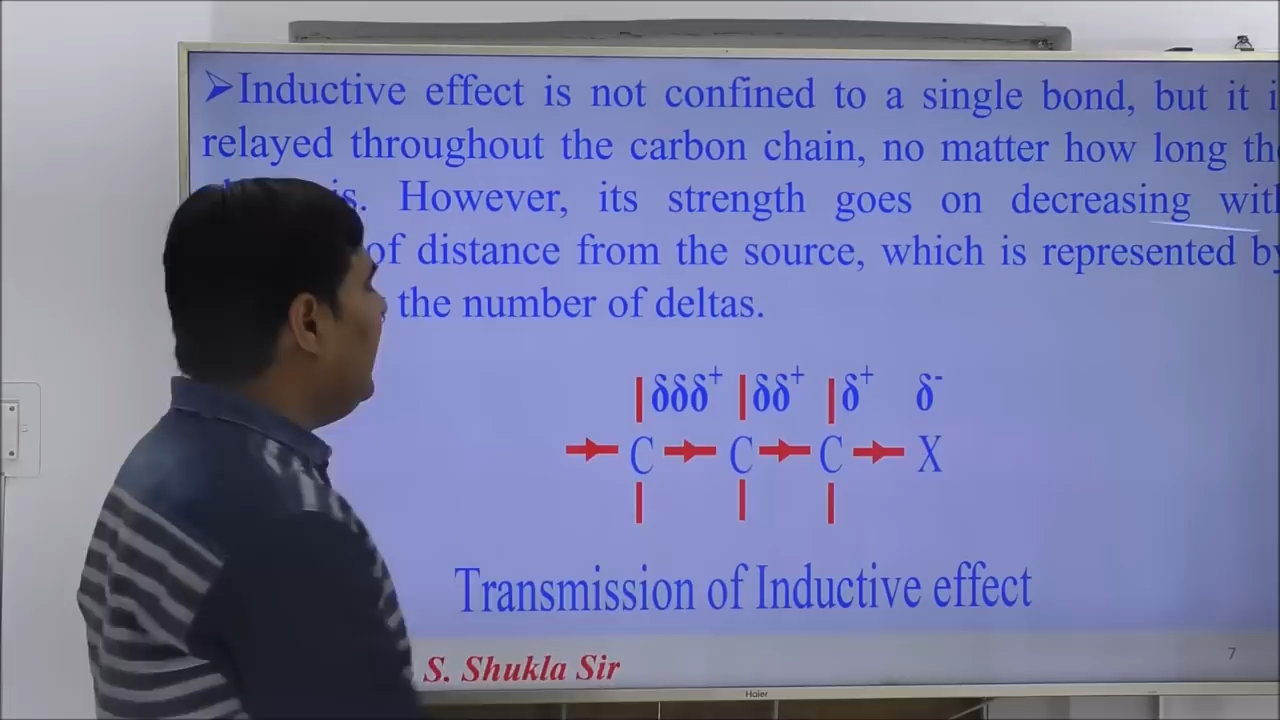 ➢Inductive effect is not confined to a single bond, but it i
relayed throughout the carbon chain, no matter how long th
is. However, its strength goes on decreasing wit
of distance from the source, which is represented by
the number of deltas.
δδδ⁺ δδ⁺ δ⁺ δ⁻
C C C X
Transmission of Inductive effect
S. Shukla Sir
7
Haier